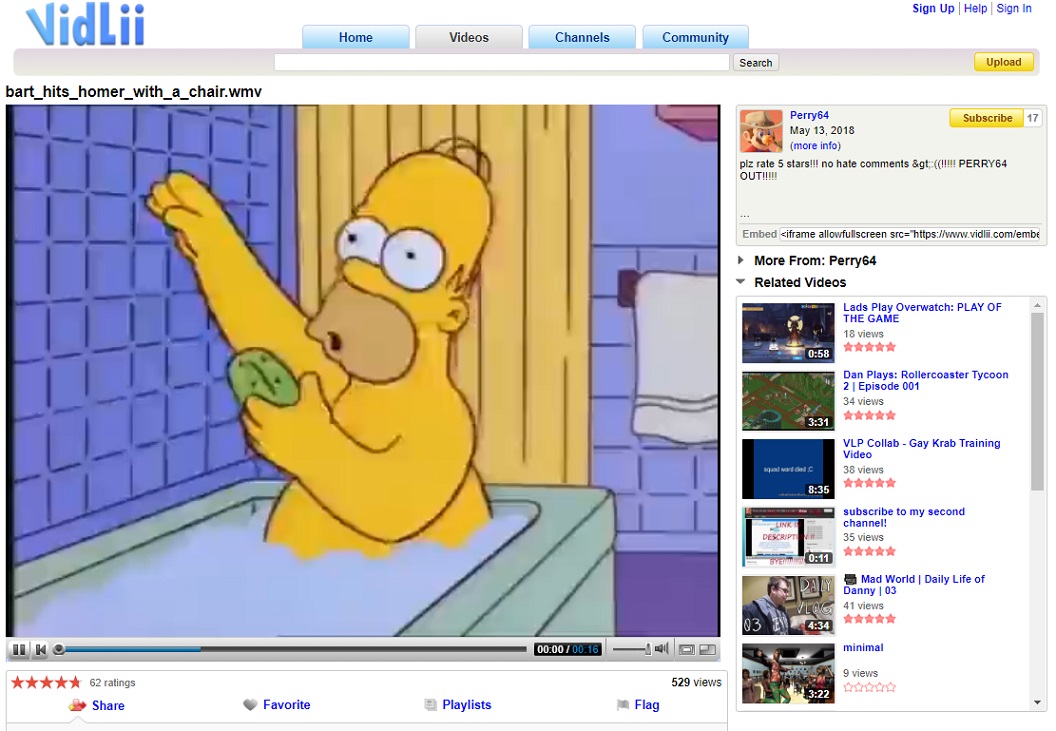 VidLii
Sign Up
Help
Sign In
Home
Videos
Channels
Community
Search
Upload
bart_hits_homer_with_a_chair.wmv
Perry64
May 13, 2018
(more info)
Subscribe
17
plz rate 5 stars!!! no hate comments &gt;:((!!!!! PERRY64
OUT!!!!!
...
Embed <iframe allowfullscreen src="https://www.vidlii.com/embe
More From: Perry64
Related Videos
0:58
Lads Play Overwatch: PLAY OF
THE GAME
18 views
3:31
Dan Plays: Rollercoaster Tycoon
2 | Episode 001
34 views
squad ward died ;C
8:35
VLP Collab - Gay Krab Training
Video
38 views
LINK IN
DESCRIPTION!!
BYE!!!!!!!
0:11
subscribe to my second
channel!
35 views
DAILY
VLOG
03
4:34
Mad World | Daily Life of
Danny | 03
41 views
3:22
minimal
9 views
00:00 / 00:16
62 ratings
529 views
Share
Favorite
Playlists
Flag